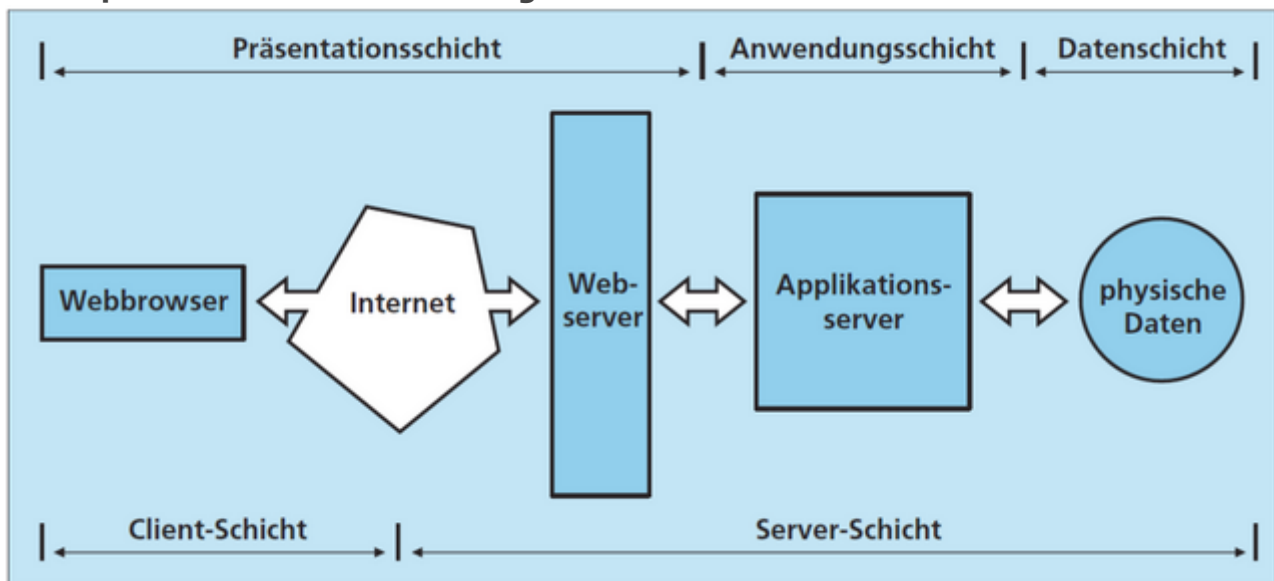 Präsentationsschicht
Anwendungsschicht
Datenschicht
Webbrowser
Internet
Web-
server
Applikations-
server
physische
Daten
Client-Schicht
Server-Schicht